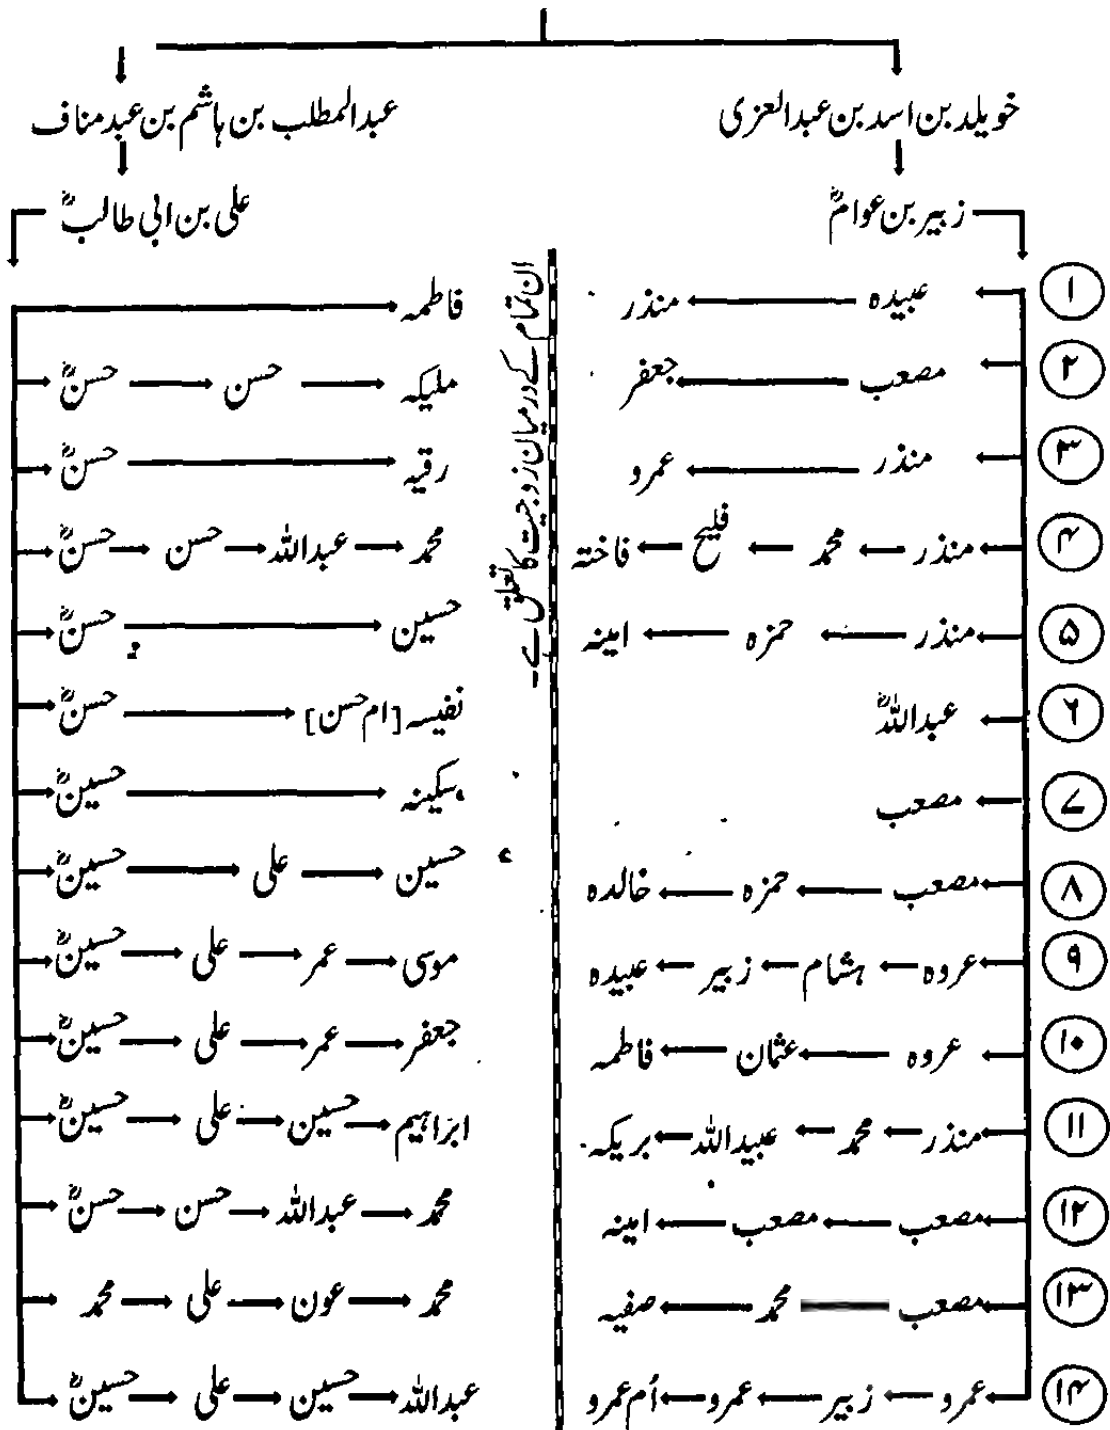 خویلد بن اسد بن عبدالعزی عبدالمطلب بن ہاشم بن عبد مناف
زبیر بن عوامؓ علی بن ابی طالبؓ
ان تمام کے درمیان زوجیت کا تعلق ہے۔
۱ عبیدہ منذر فاطمہ
۲ مصعب جعفر ملیکہ حسن حسنؓ
۳ منذر عمرو رقیہ حسنؓ
۴ منذر محمد فلیح فاختہ محمد عبداللہ حسن حسنؓ
۵ منذر حمزہ امینہ حسین حسنؓ
۶ عبداللہؓ نفیسہ [ام حسن] حسنؓ
۷ مصعب سکینہ حسینؓ
۸ مصعب حمزہ خالدہ حسین علی حسینؓ
۹ عروہ ہشام زبیر عبیدہ موسی عمر علی حسینؓ
۱۰ عروہ عثمان فاطمہ جعفر عمر علی حسینؓ
۱۱ منذر محمد عبیداللہ بریکہ ابراہیم حسین علی حسینؓ
۱۲ مصعب مصعب امینہ محمد عبداللہ حسن حسنؓ
۱۳ مصعب محمد صفیہ محمد عون علی محمد
۱۴ عمرو زبیر عمرو اُم عمرو عبداللہ حسین علی حسینؓ